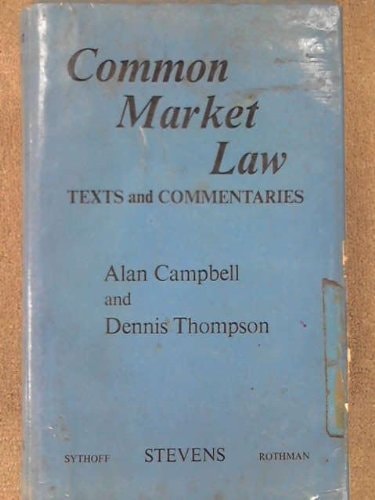 Common
Market
Law
TEXTS and COMMENTARIES
Alan Campbell
and
Dennis Thompson
SYTHOFF STEVENS ROTHMAN